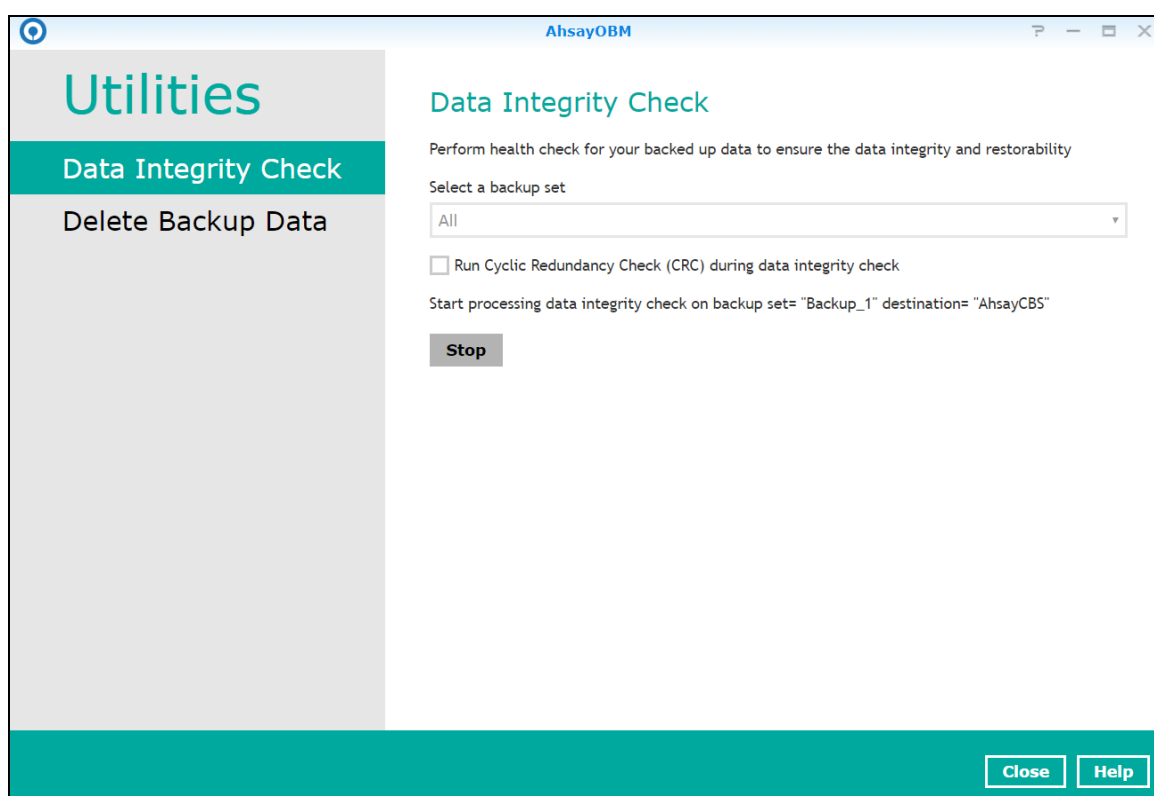 AhsayOBM
Utilities
Data Integrity Check
Delete Backup Data
Data Integrity Check
Perform health check for your backed up data to ensure the data integrity and restorability
Select a backup set
All
Run Cyclic Redundancy Check (CRC) during data integrity check
Start processing data integrity check on backup set= "Backup_1" destination= "AhsayCBS"
Stop
Close
Help